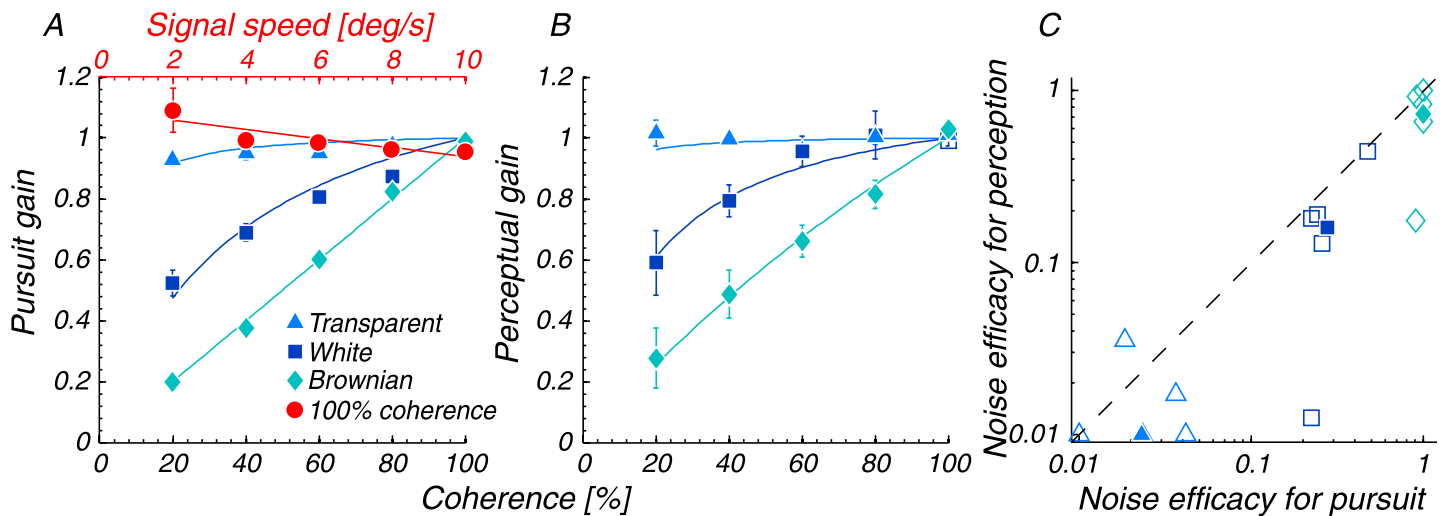 A
Signal speed [deg/s]
0 2 4 6 8 10
1.2
1
0.8
0.6
0.4
0.2
0
Pursuit gain
Transparent
White
Brownian
100% coherence
0 20 40 60 80 100
B
1.2
1
0.8
0.6
0.4
0.2
0
Perceptual gain
0 20 40 60 80 100
Coherence [%]
C
Noise efficacy for perception
1
0.1
0.01
0.01 0.1 1
Noise efficacy for pursuit